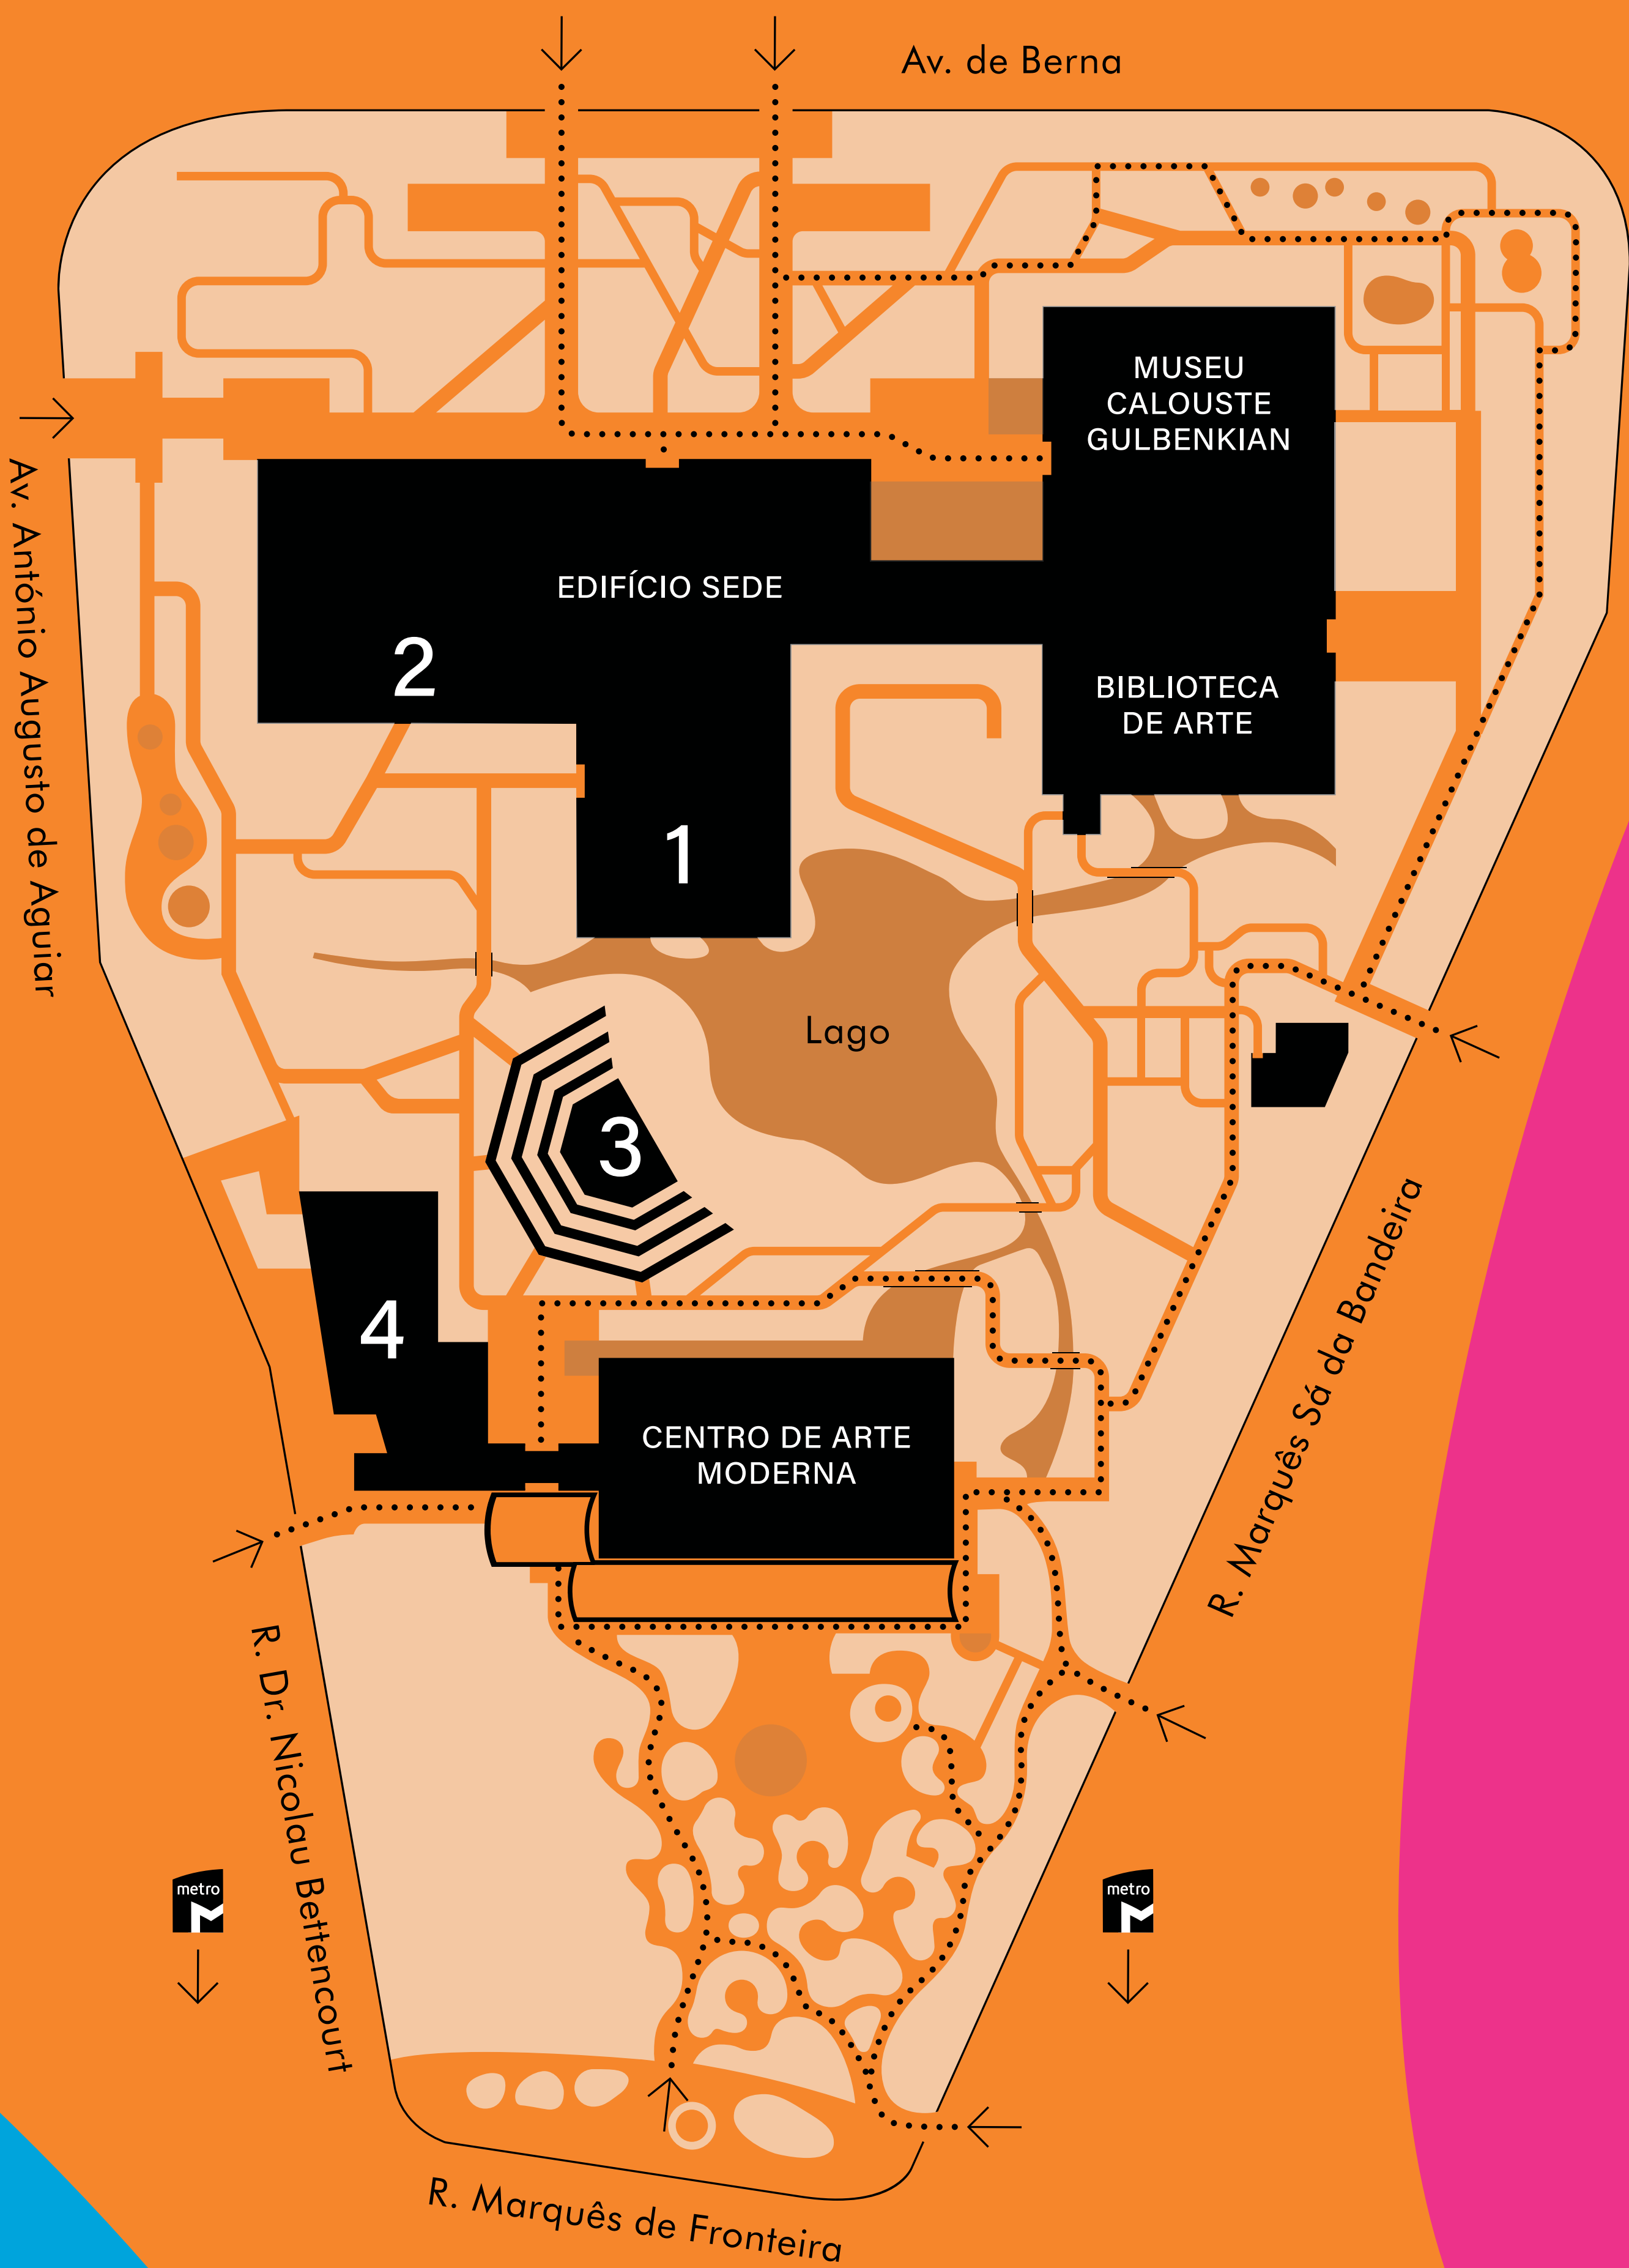 Av. de Berna
MUSEU
CALOUSTE
GULBENKIAN
Av. António Augusto de Aguiar
EDIFÍCIO SEDE
2
BIBLIOTECA
DE ARTE
1
Lago
3
R. Marquês Sá da Bandeira
4
CENTRO DE ARTE
MODERNA
R. Dr. Nicolau Bettencourt
metro
metro
R. Marquês de Fronteira